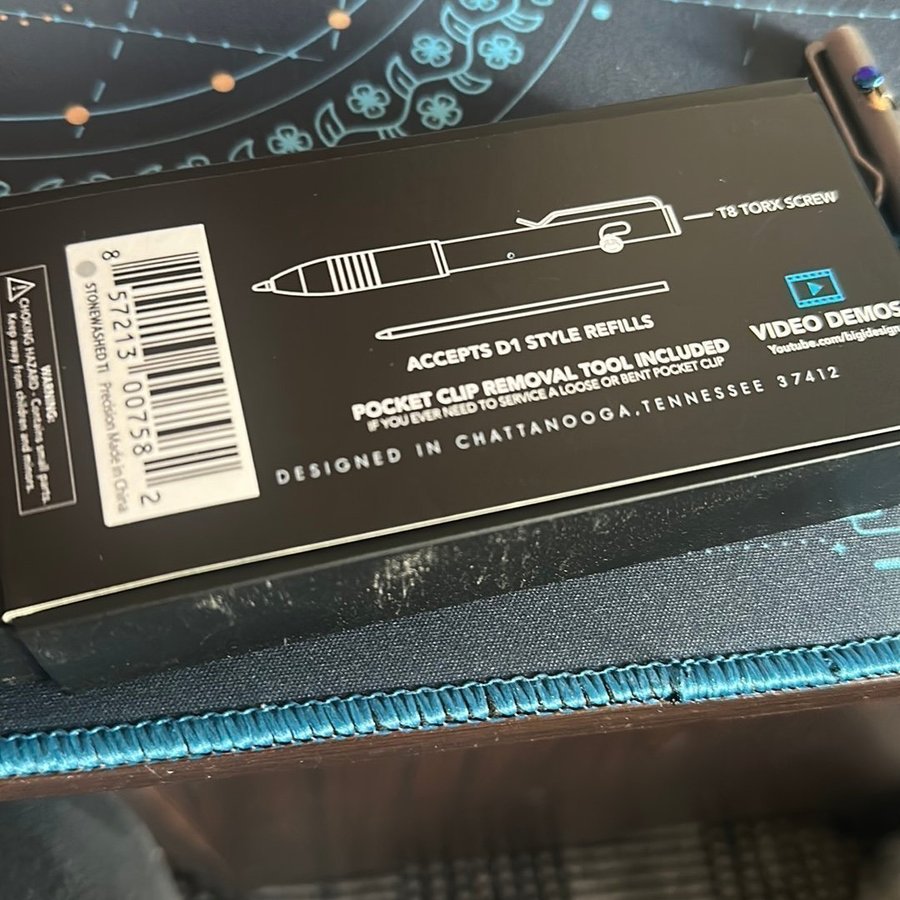 WARNING:
CHOKING HAZARD - Contains small parts.
Keep away from children and minors.
8 57213 00758 2
STONEWASHED TI Precision Made in China
T8 TORX SCREW
ACCEPTS D1 STYLE REFILLS
POCKET CLIP REMOVAL TOOL INCLUDED
IF YOU EVER NEED TO SERVICE A LOOSE OR BENT POCKET CLIP
DESIGNED IN CHATTANOOGA, TENNESSEE 37412
VIDEO DEMOS
Youtube.com/bigidesign